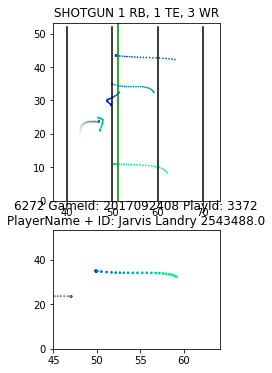 SHOTGUN 1 RB, 1 TE, 3 WR
50
40
30
20
10
0
40 50 60 70
6272 GameId: 2017092408 PlayId: 3372
PlayerName + ID: Jarvis Landry 2543488.0
40
20
0
45 50 55 60